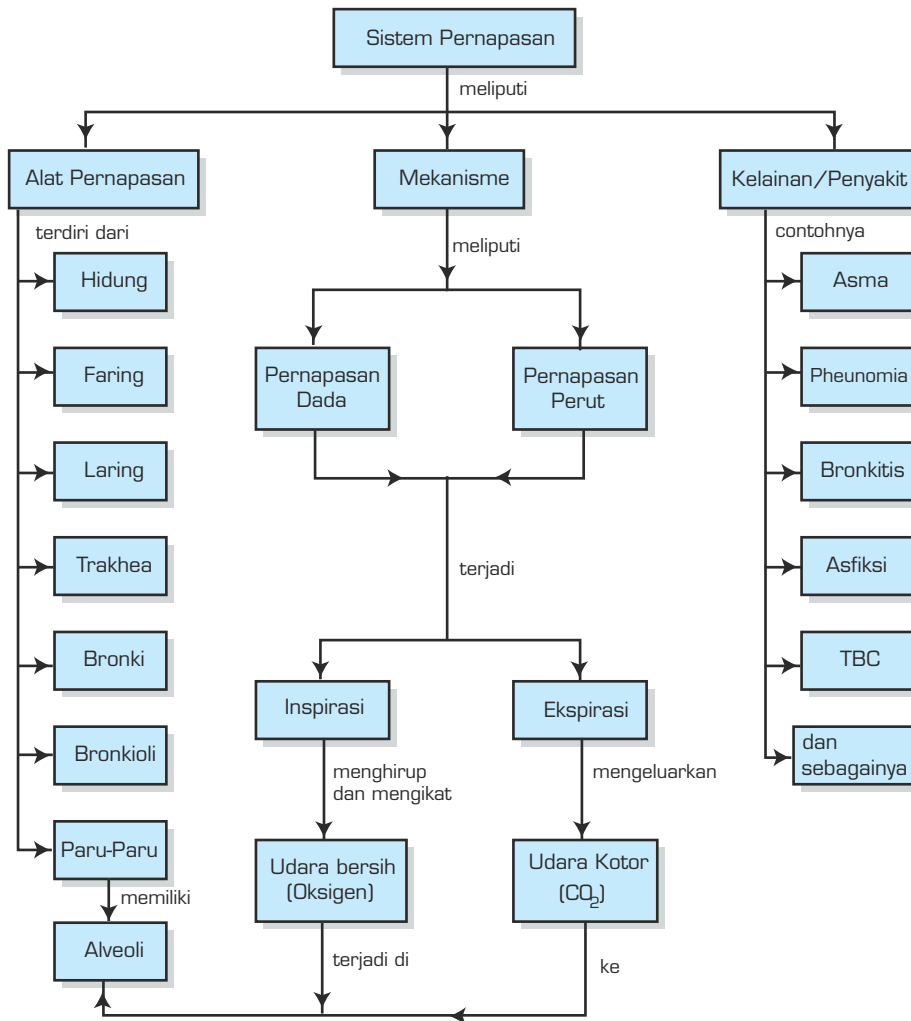 Sistem Pernapasan
meliputi
Alat Pernapasan
Mekanisme
Kelainan/Penyakit
terdiri dari
Hidung
Faring
Laring
Trakhea
Bronki
Bronkioli
Paru-Paru
memiliki
Alveoli
meliputi
Pernapasan
Dada
Pernapasan
Perut
terjadi
Inspirasi
Ekspirasi
menghirup
dan mengikat
mengeluarkan
Udara bersih
(Oksigen)
Udara Kotor
(CO₂)
terjadi di
ke
contohnya
Asma
Pheunomia
Bronkitis
Asfiksi
TBC
dan
sebagainya